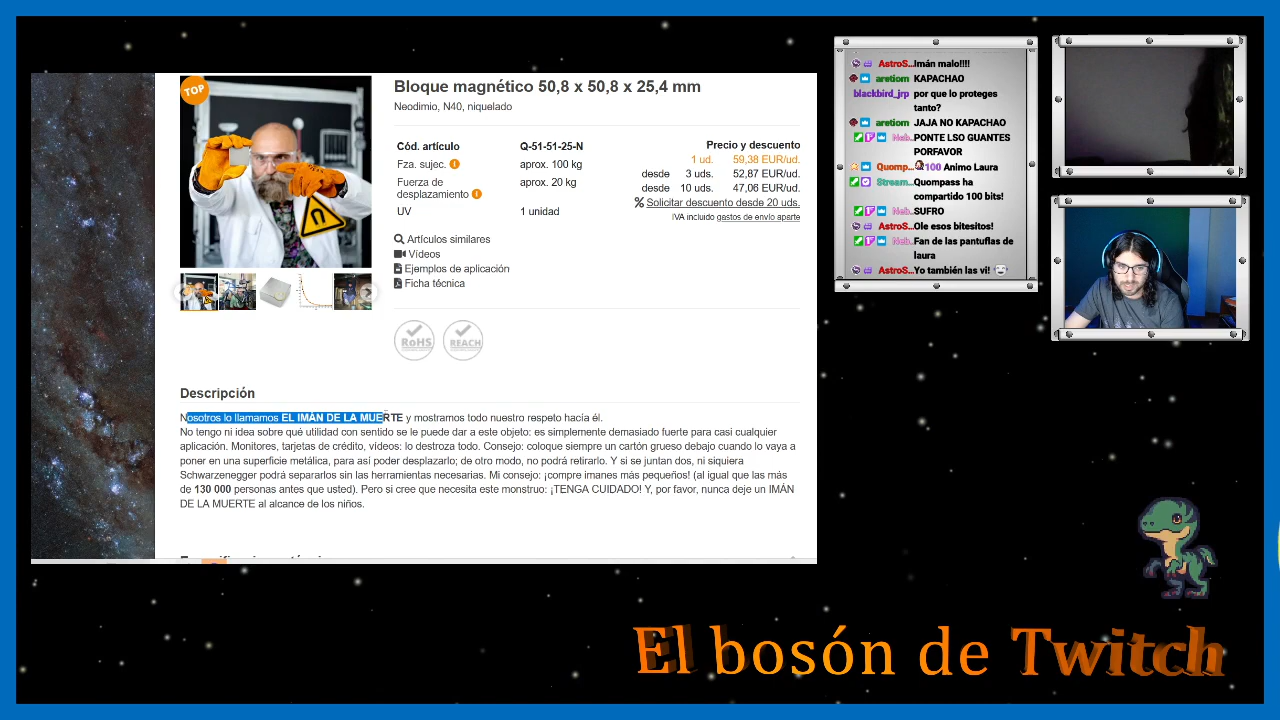 TOP
Bloque magnético 50,8 x 50,8 x 25,4 mm
Neodimio, N40, niquelado
Cód. artículo Q-51-51-25-N
Fza. sujec. aprox. 100 kg
Fuerza de desplazamiento aprox. 20 kg
UV 1 unidad
Precio y descuento
1 ud. 59,38 EUR/ud.
desde 3 uds. 52,87 EUR/ud.
desde 10 uds. 47,06 EUR/ud.
Solicitar descuento desde 20 uds.
IVA incluido gastos de envío aparte
Artículos similares
Vídeos
Ejemplos de aplicación
Ficha técnica
RoHS
REACH
Descripción
Nosotros lo llamamos EL IMÁN DE LA MUERTE y mostramos todo nuestro respeto hacia él.
No tengo ni idea sobre qué utilidad con sentido se le puede dar a este objeto: es simplemente demasiado fuerte para casi cualquier
aplicación. Monitores, tarjetas de crédito, vídeos: lo destroza todo. Consejo: coloque siempre un cartón grueso debajo cuando lo vaya a
poner en una superficie metálica, para así poder desplazarlo; de otro modo, no podrá retirarlo. Y si se juntan dos, ni siquiera
Schwarzenegger podrá separarlos sin las herramientas necesarias. Mi consejo: ¡compre imanes más pequeños! (al igual que las más
de 130 000 personas antes que usted). Pero si cree que necesita este monstruo: ¡TENGA CUIDADO! Y, por favor, nunca deje un IMÁN
DE LA MUERTE al alcance de los niños.
AstroS... Imán malo!!!!
aretiom KAPACHAO
blackbird_jrp por que lo proteges
tanto?
aretiom JAJA NO KAPACHAO
Neb... PONTE LSO GUANTES
PORFAVOR
Quomp... 100 Animo Laura
Stream... Quompass ha
compartido 100 bits!
Neb... SUFRO
AstroS... Ole esos bitesitos!
Neb... Fan de las pantuflas de
laura
AstroS... Yo también las vi!
El bosón de Twitch